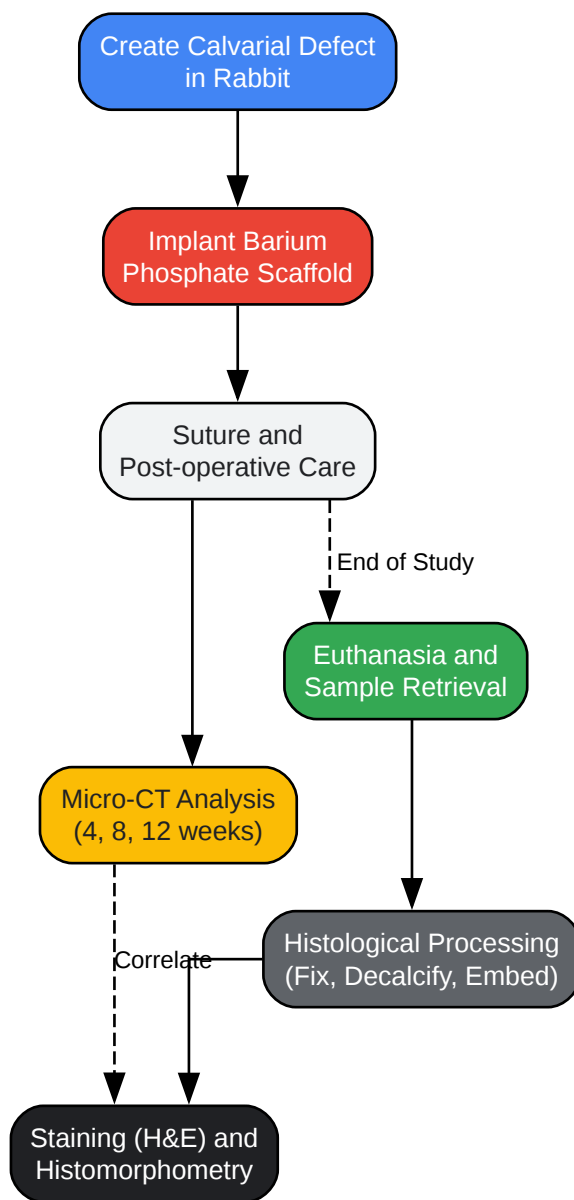 Create Calvarial Defect
in Rabbit
Implant Barium
Phosphate Scaffold
Suture and
Post-operative Care
End of Study
Euthanasia and
Sample Retrieval
Micro-CT Analysis
(4, 8, 12 weeks)
Histological Processing
(Fix, Decalcify, Embed)
Correlate
Staining (H&E) and
Histomorphometry